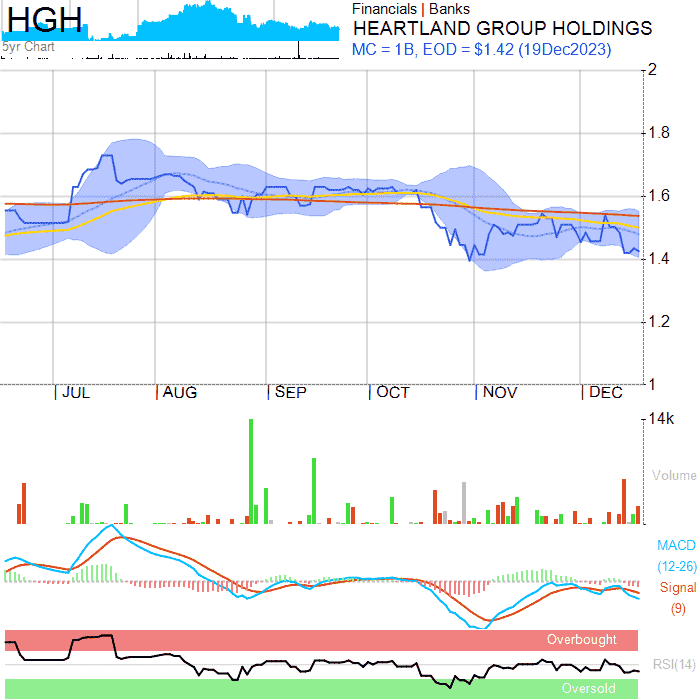 HGH
5yr Chart
Financials | Banks
HEARTLAND GROUP HOLDINGS
MC = 1B, EOD = $1.42 (19Dec2023)
2
1.8
1.6
1.4
1.2
1
| JUL | AUG | SEP | OCT | NOV | DEC
14k
Volume
MACD
(12-26)
Signal
(9)
Overbought
RSI(14)
Oversold